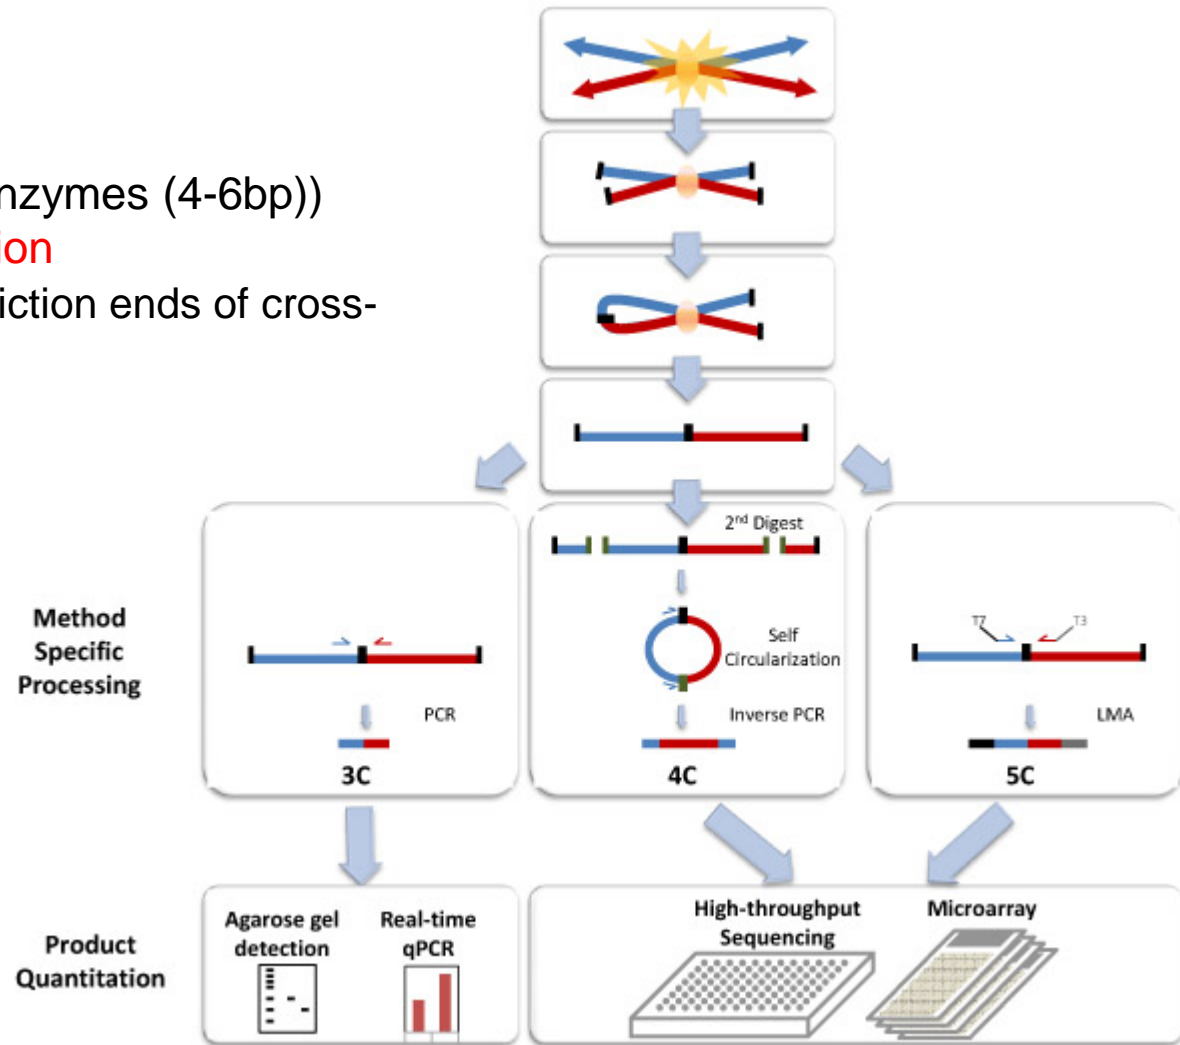 nzymes (4-6bp))
ion
iction ends of cross-
2nd Digest
Method
Specific
Processing
T7
T3
Self
Circularization
PCR
Inverse PCR
LMA
3C
4C
5C
Product
Quantitation
Agarose gel
detection
Real-time
qPCR
High-throughput
Sequencing
Microarray